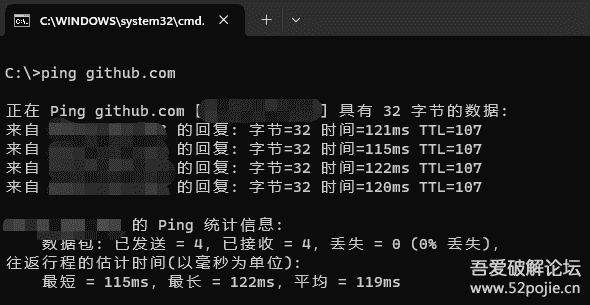 C:\WINDOWS\system32\cmd.
C:\>ping github.com
正在 Ping github.com [ ] 具有 32 字节的数据:
来自 的回复: 字节=32 时间=121ms TTL=107
来自 的回复: 字节=32 时间=115ms TTL=107
来自 的回复: 字节=32 时间=122ms TTL=107
来自 的回复: 字节=32 时间=120ms TTL=107
的 Ping 统计信息:
数据包: 已发送 = 4, 已接收 = 4, 丢失 = 0 (0% 丢失),
往返行程的估计时间(以毫秒为单位):
最短 = 115ms, 最长 = 122ms, 平均 = 119ms
吾爱破解论坛
www.52pojie.cn